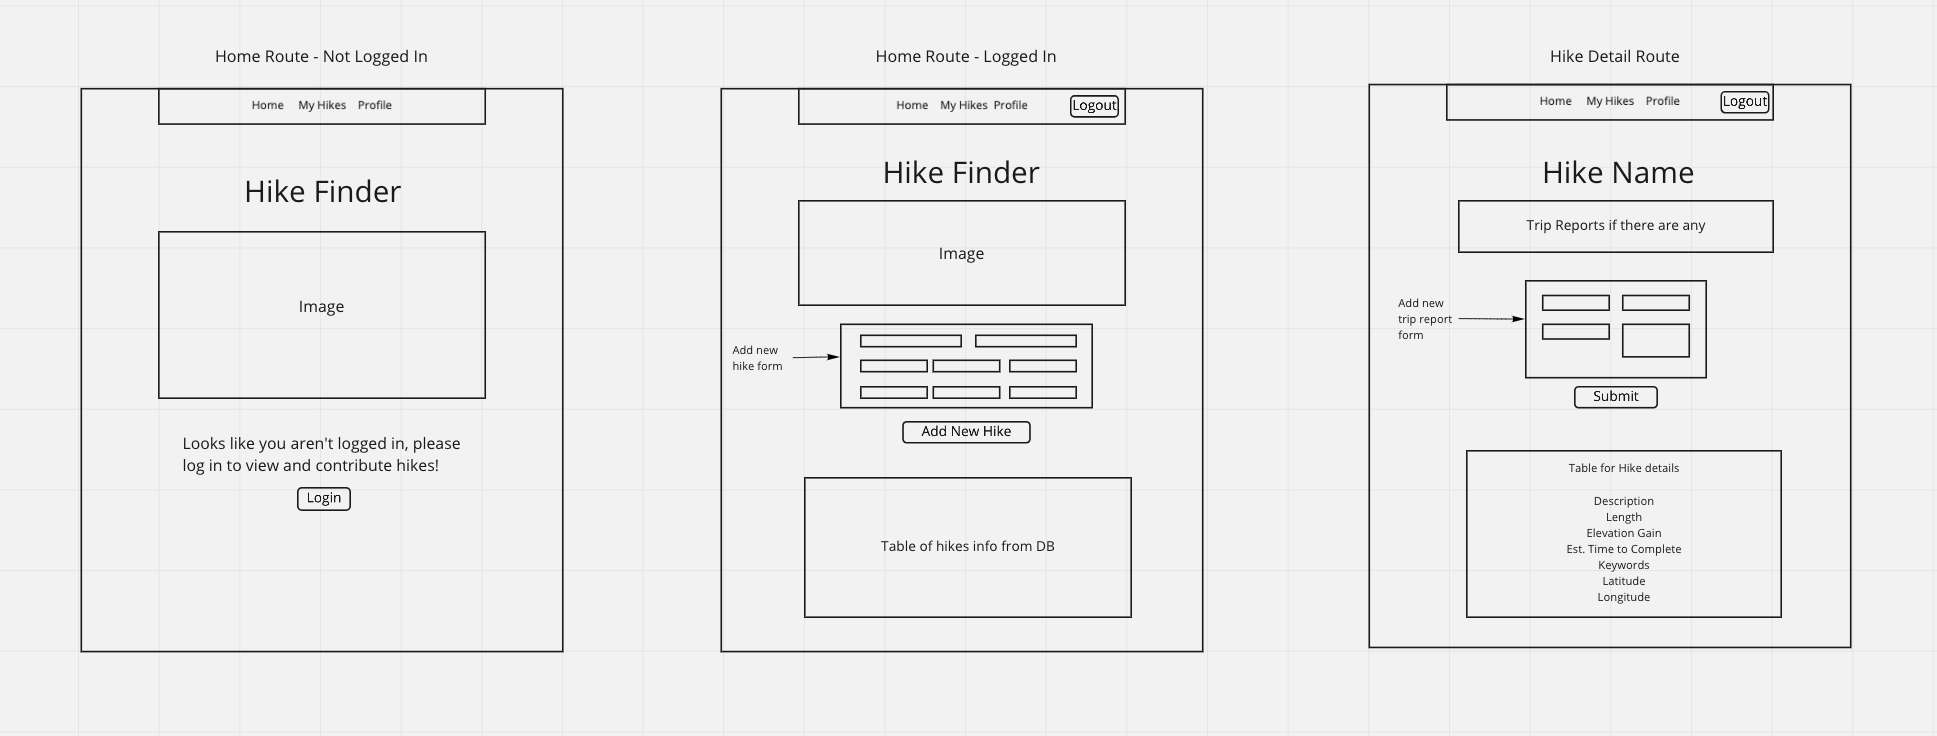 Home Route - Not Logged In
Home My Hikes Profile
Hike Finder
Image
Looks like you aren't logged in, please
log in to view and contribute hikes!
Login
Home Route - Logged In
Home My Hikes Profile Logout
Hike Finder
Image
Add new
hike form
Add New Hike
Table of hikes info from DB
Hike Detail Route
Home My Hikes Profile Logout
Hike Name
Trip Reports if there are any
Add new
trip report
form
Submit
Table for Hike details
Description
Length
Elevation Gain
Est. Time to Complete
Keywords
Latitude
Longitude